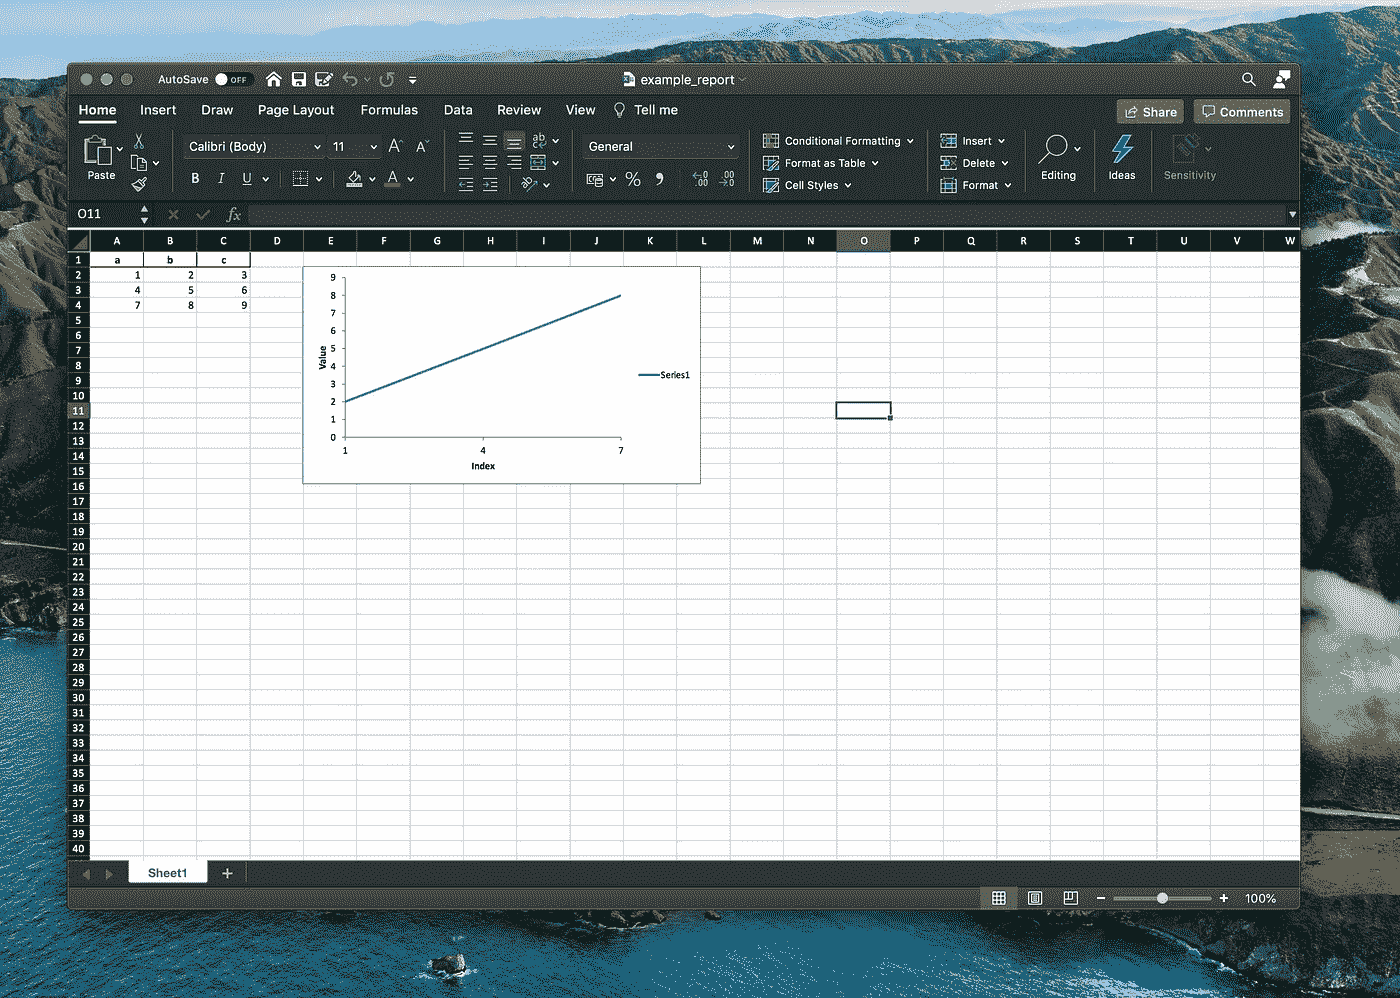 AutoSave OFF example_report
Home Insert Draw Page Layout Formulas Data Review View Tell me Share Comments
Paste Calibri (Body) 11 A A ab General Conditional Formatting Insert Editing Ideas Sensitivity
B I U A % Format as Table Delete
Cell Styles Format
O11 fx
A B C D E F G H I J K L M N O P Q R S T U V W
1 a b c
2 1 2 3
3 4 5 6
4 7 8 9
5
6
7
8
9
10
11
12
13
14
15
16
17
18
19
20
21
22
23
24
25
26
27
28
29
30
31
32
33
34
35
36
37
38
39
40
9
8
7
6
5
4
3
2
1
0
Value
1 4 7
Index
Series1
Sheet1 +
100%